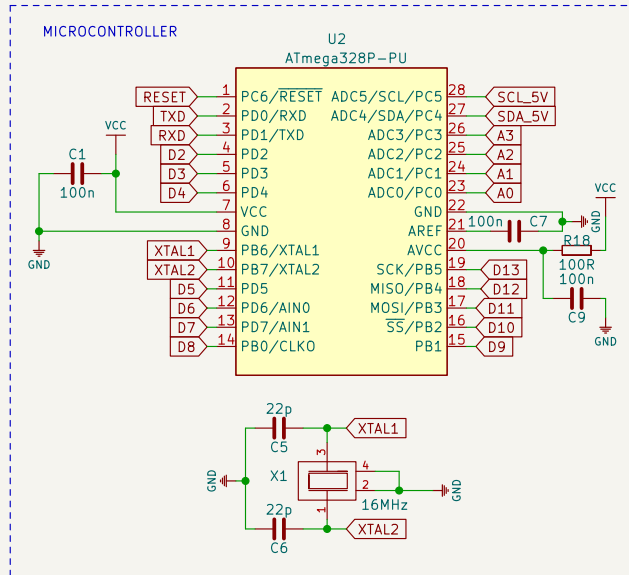 MICROCONTROLLER
U2
ATmega328P-PU
RESET 1 PC6/RESET ADC5/SCL/PC5 28 SCL_5V
TXD 2 PD0/RXD ADC4/SDA/PC4 27 SDA_5V
RXD 3 PD1/TXD ADC3/PC3 26 A3
D2 4 PD2 ADC2/PC2 25 A2
D3 5 PD3 ADC1/PC1 24 A1
D4 6 PD4 ADC0/PC0 23 A0
7 VCC GND 22
8 GND AREF 21
XTAL1 9 PB6/XTAL1 AVCC 20
XTAL2 10 PB7/XTAL2 SCK/PB5 19 D13
D5 11 PD5 MISO/PB4 18 D12
D6 12 PD6/AIN0 MOSI/PB3 17 D11
D7 13 PD7/AIN1 SS/PB2 16 D10
D8 14 PB0/CLKO PB1 15 D9
VCC
C1
100n
GND
100n C7
GND
VCC
R18
100R
100n
C9
GND
22p
C5
XTAL1
GND
X1
3
4
2
1
16MHz
GND
22p
C6
XTAL2